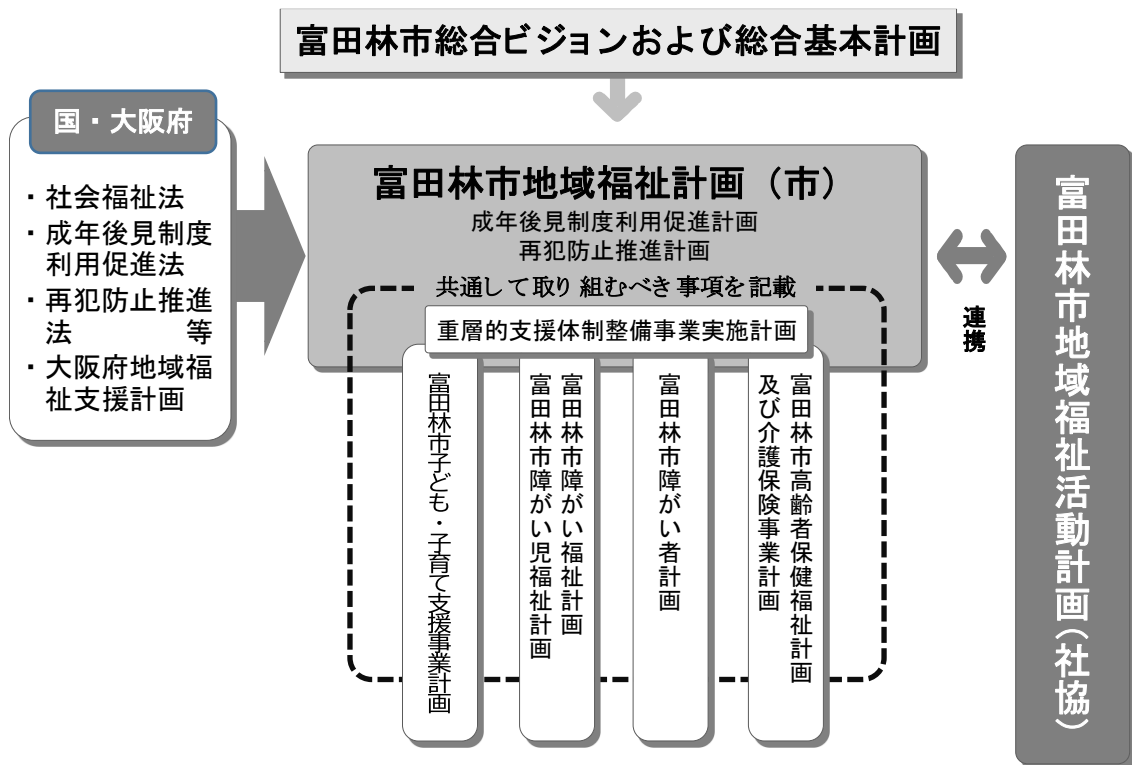 富田林市総合ビジョンおよび総合基本計画
国・大阪府
・社会福祉法
・成年後見制度
利用促進法
・再犯防止推進
法 等
・大阪府地域福
祉支援計画
富田林市地域福祉計画（市）
成年後見制度利用促進計画
再犯防止推進計画
共通して取り組むべき事項を記載
重層的支援体制整備事業実施計画
富田林市高齢者保健福祉計画
及び介護保険事業計画
富田林市障がい者計画
富田林市障がい福祉計画
富田林市障がい児福祉計画
富田林市子ども・子育て支援事業計画
連携
富田林市地域福祉活動計画（社協）